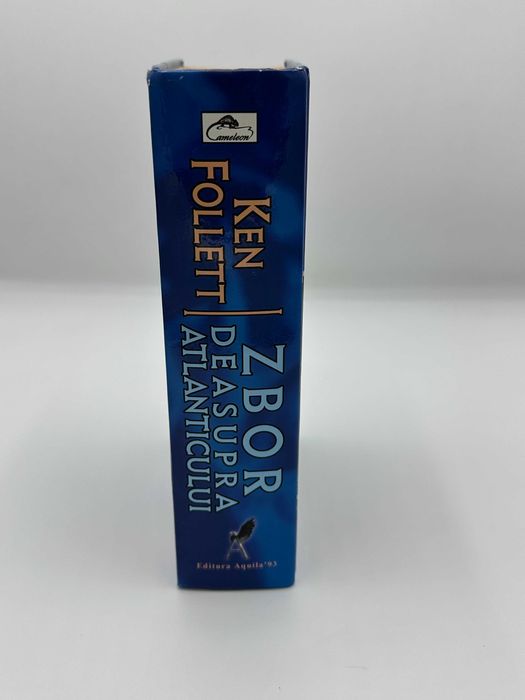 Cameleon
KEN
FOLLETT
ZBOR
DEASUPRA
ATLANTICULUI
A
Editura Aquila'93